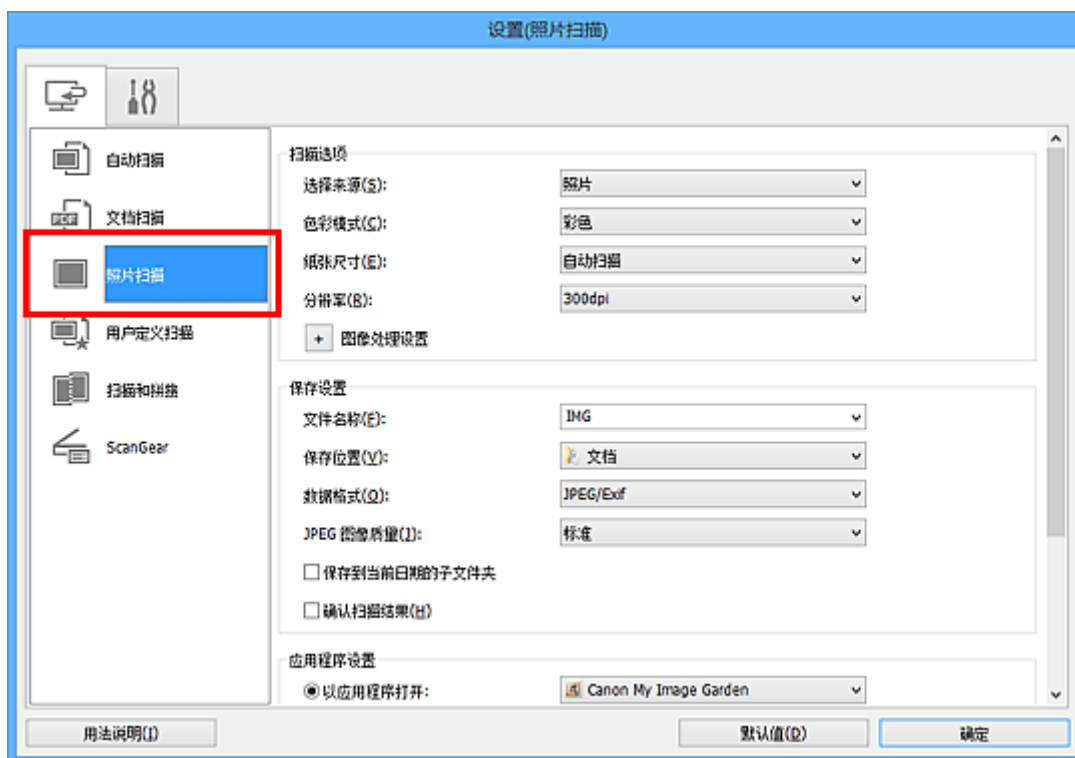 设置(照片扫描)
自动扫描
文档扫描
照片扫描
用户定义扫描
扫描和拼接
ScanGear
扫描选项
选择来源(S): 照片
色彩模式(C): 彩色
纸张尺寸(E): 自动扫描
分辨率(R): 300dpi
+ 图像处理设置
保存设置
文件名称(F): IMG
保存位置(V): 文档
数据格式(O): JPEG/Exif
JPEG 图像质量(J): 标准
保存到当前日期的子文件夹
确认扫描结果(H)
应用程序设置
以应用程序打开: Canon My Image Garden
用法说明(I) 默认值(D) 确定